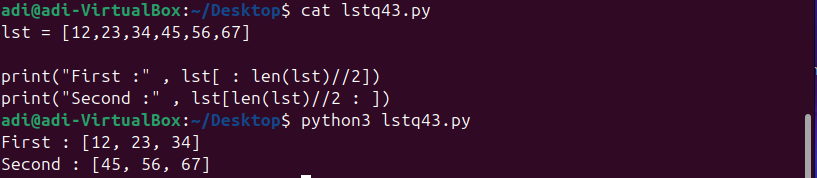 adi@adi-VirtualBox:~/Desktop$ cat lstq43.py
lst = [12,23,34,45,56,67]
print("First :" , lst[ : len(lst)//2])
print("Second :" , lst[len(lst)//2 : ])
adi@adi-VirtualBox:~/Desktop$ python3 lstq43.py
First : [12, 23, 34]
Second : [45, 56, 67]